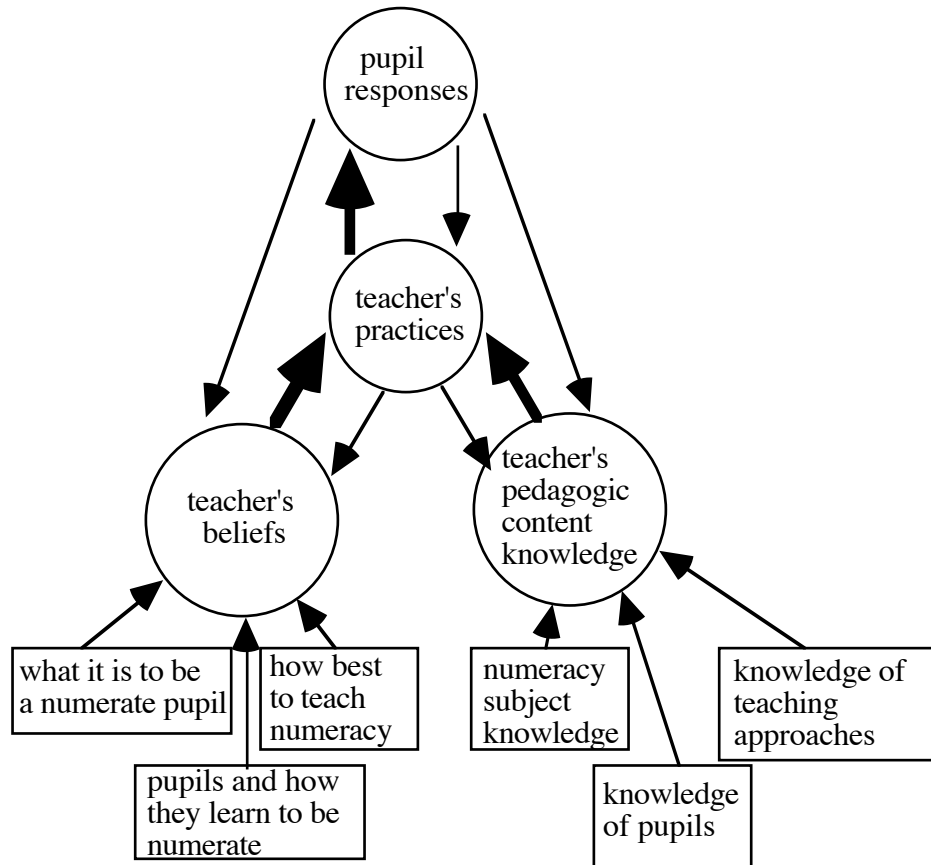 pupil
responses
teacher's
practices
teacher's
beliefs
teacher's
pedagogic
content
knowledge
what it is to be
a numerate pupil
how best
to teach
numeracy
pupils and how
they learn to be
numerate
numeracy
subject
knowledge
knowledge
of pupils
knowledge of
teaching
approaches